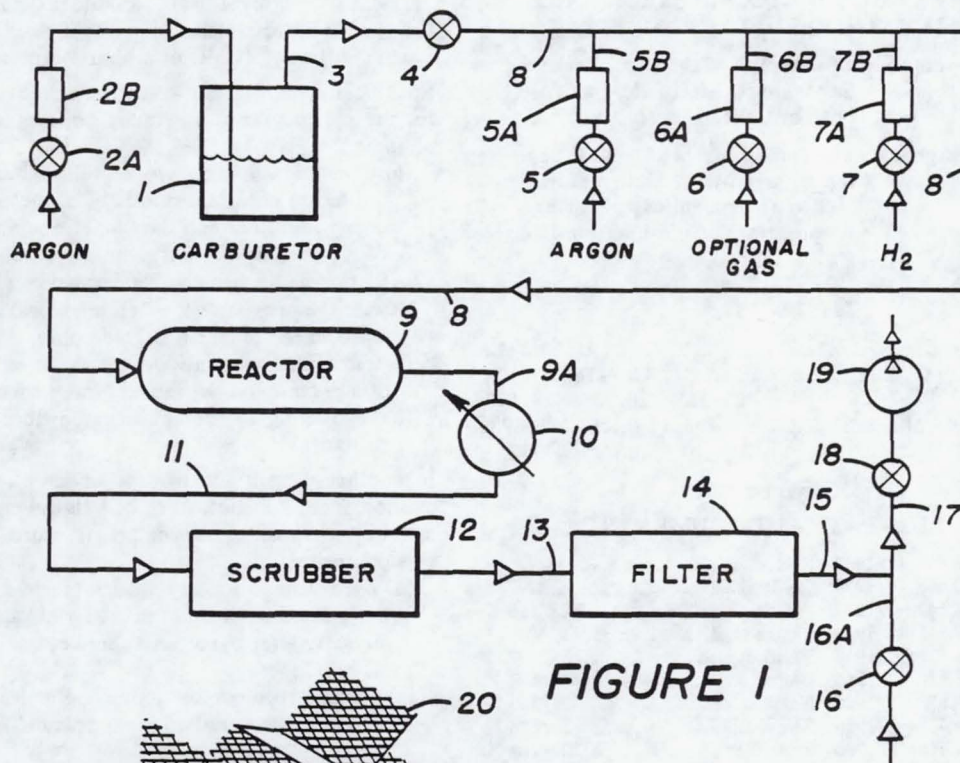 3 4 8 5B 6B 7B
2B 5A 6A 7A
2A 5 6 7 8
1
ARGON CARBURETOR ARGON OPTIONAL GAS H2
8
9
REACTOR 9A 19
10
11 18
12 13 14 15 17
SCRUBBER FILTER
16A
FIGURE 1
16
20